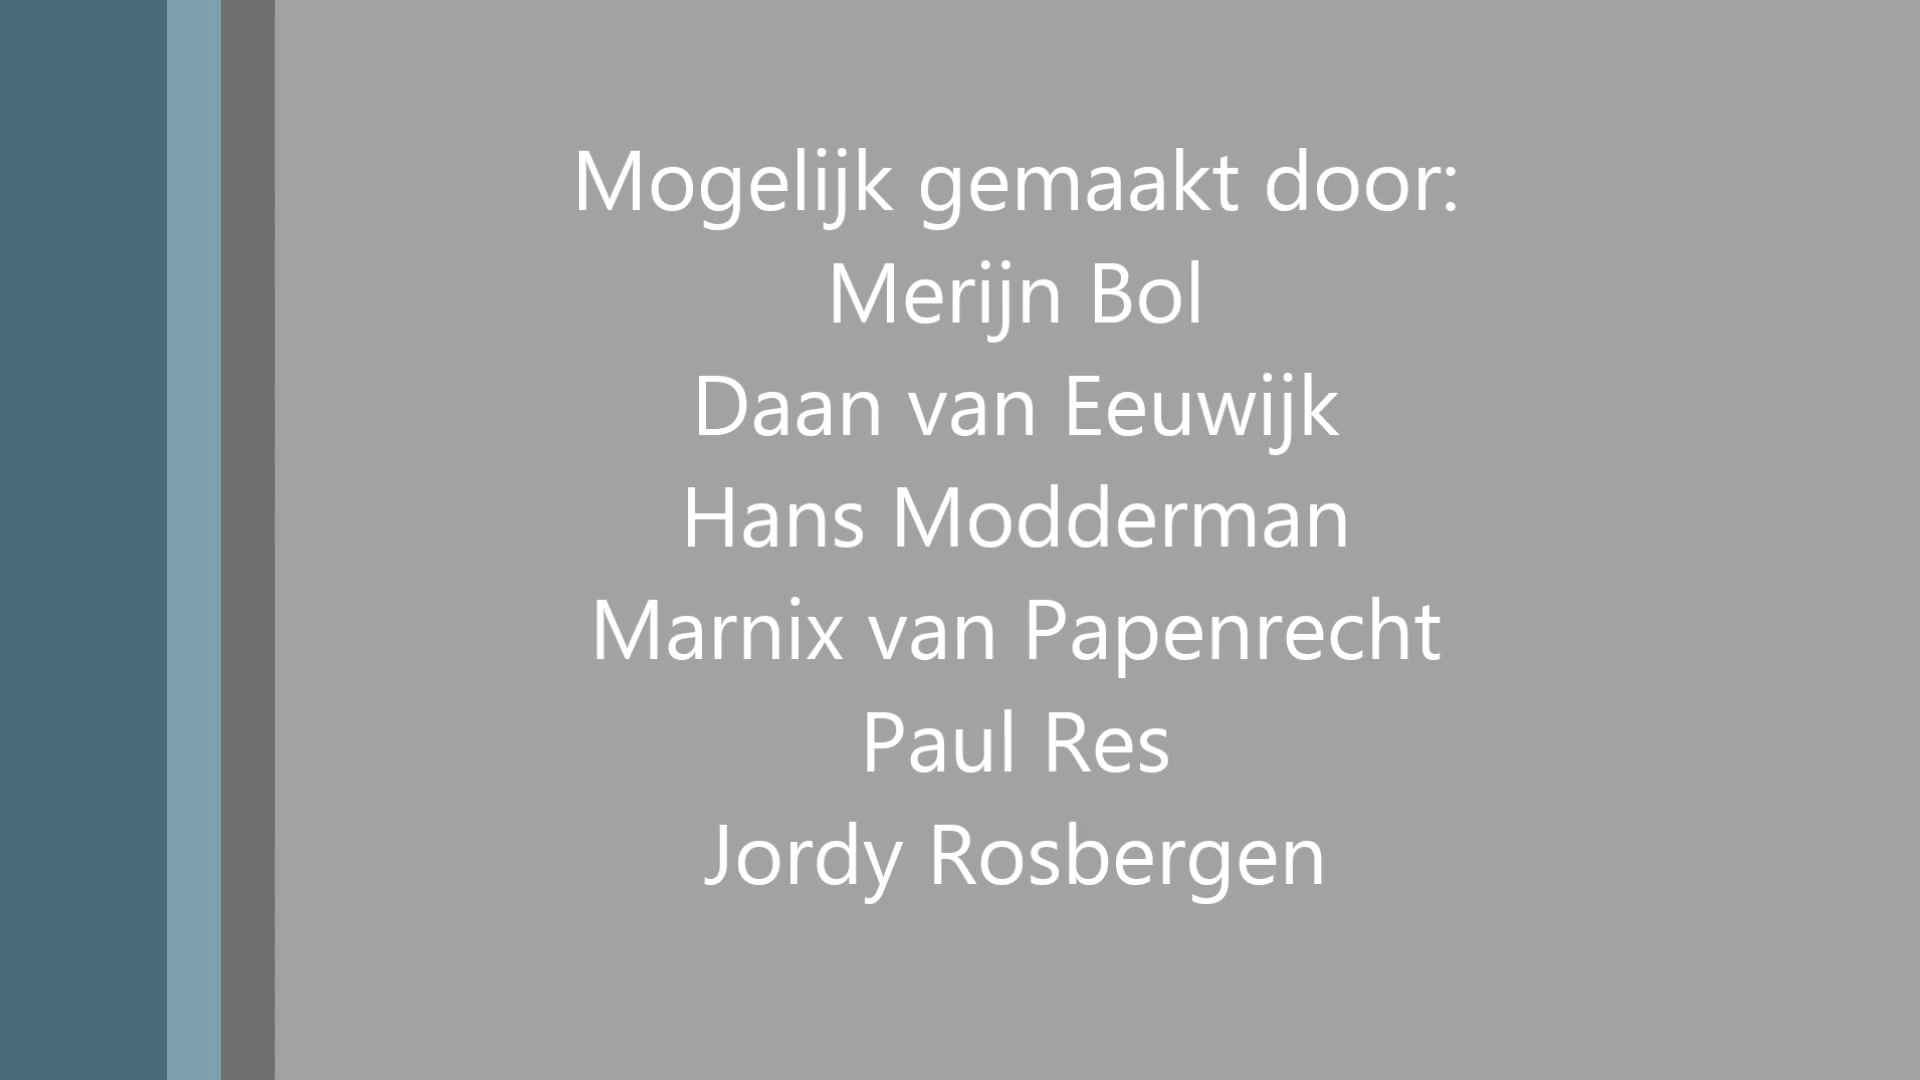 Mogelijk gemaakt door:
Merijn Bol
Daan van Eeuwijk
Hans Modderman
Marnix van Papenrecht
Paul Res
Jordy Rosbergen